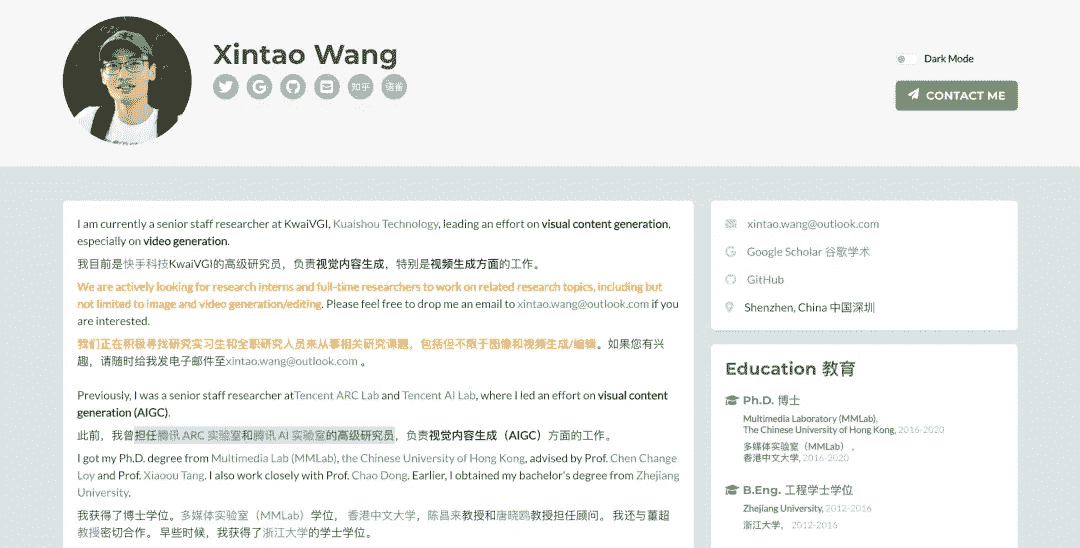 Xintao Wang
知乎
语雀
Dark Mode
CONTACT ME
I am currently a senior staff researcher at KwaiVGI, Kuaishou Technology, leading an effort on visual content generation,
especially on video generation.
我目前是快手科技KwaiVGI的高级研究员，负责视觉内容生成，特别是视频生成方面的工作。
We are actively looking for research interns and full-time researchers to work on related research topics, including but
not limited to image and video generation/editing. Please feel free to drop me an email to xintao.wang@outlook.com if you
are interested.
我们正在积极寻找研究实习生和全职研究人员来从事相关研究课题，包括但不限于图像和视频生成/编辑。如果您有兴
趣，请随时给我发电子邮件至xintao.wang@outlook.com 。
Previously, I was a senior staff researcher atTencent ARC Lab and Tencent AI Lab, where I led an effort on visual content
generation (AIGC).
此前，我曾担任腾讯 ARC 实验室和腾讯 AI 实验室的高级研究员，负责视觉内容生成（AIGC）方面的工作。
I got my Ph.D. degree from Multimedia Lab (MMLab), the Chinese University of Hong Kong, advised by Prof. Chen Change
Loy and Prof. Xiaoou Tang. I also work closely with Prof. Chao Dong. Earlier, I obtained my bachelor's degree from Zhejiang
University.
我获得了博士学位。多媒体实验室（MMLab）学位， 香港中文大学，陈昌来教授和唐晓鸥教授担任顾问。 我还与董超
教授密切合作。 早些时候，我获得了浙江大学的学士学位。
xintao.wang@outlook.com
Google Scholar 谷歌学术
GitHub
Shenzhen, China 中国深圳
Education 教育
Ph.D. 博士
Multimedia Laboratory (MMLab),
The Chinese University of Hong Kong, 2016-2020
多媒体实验室（MMLab），
香港中文大学, 2016-2020
B.Eng. 工程学士学位
Zhejiang University, 2012-2016
浙江大学， 2012-2016